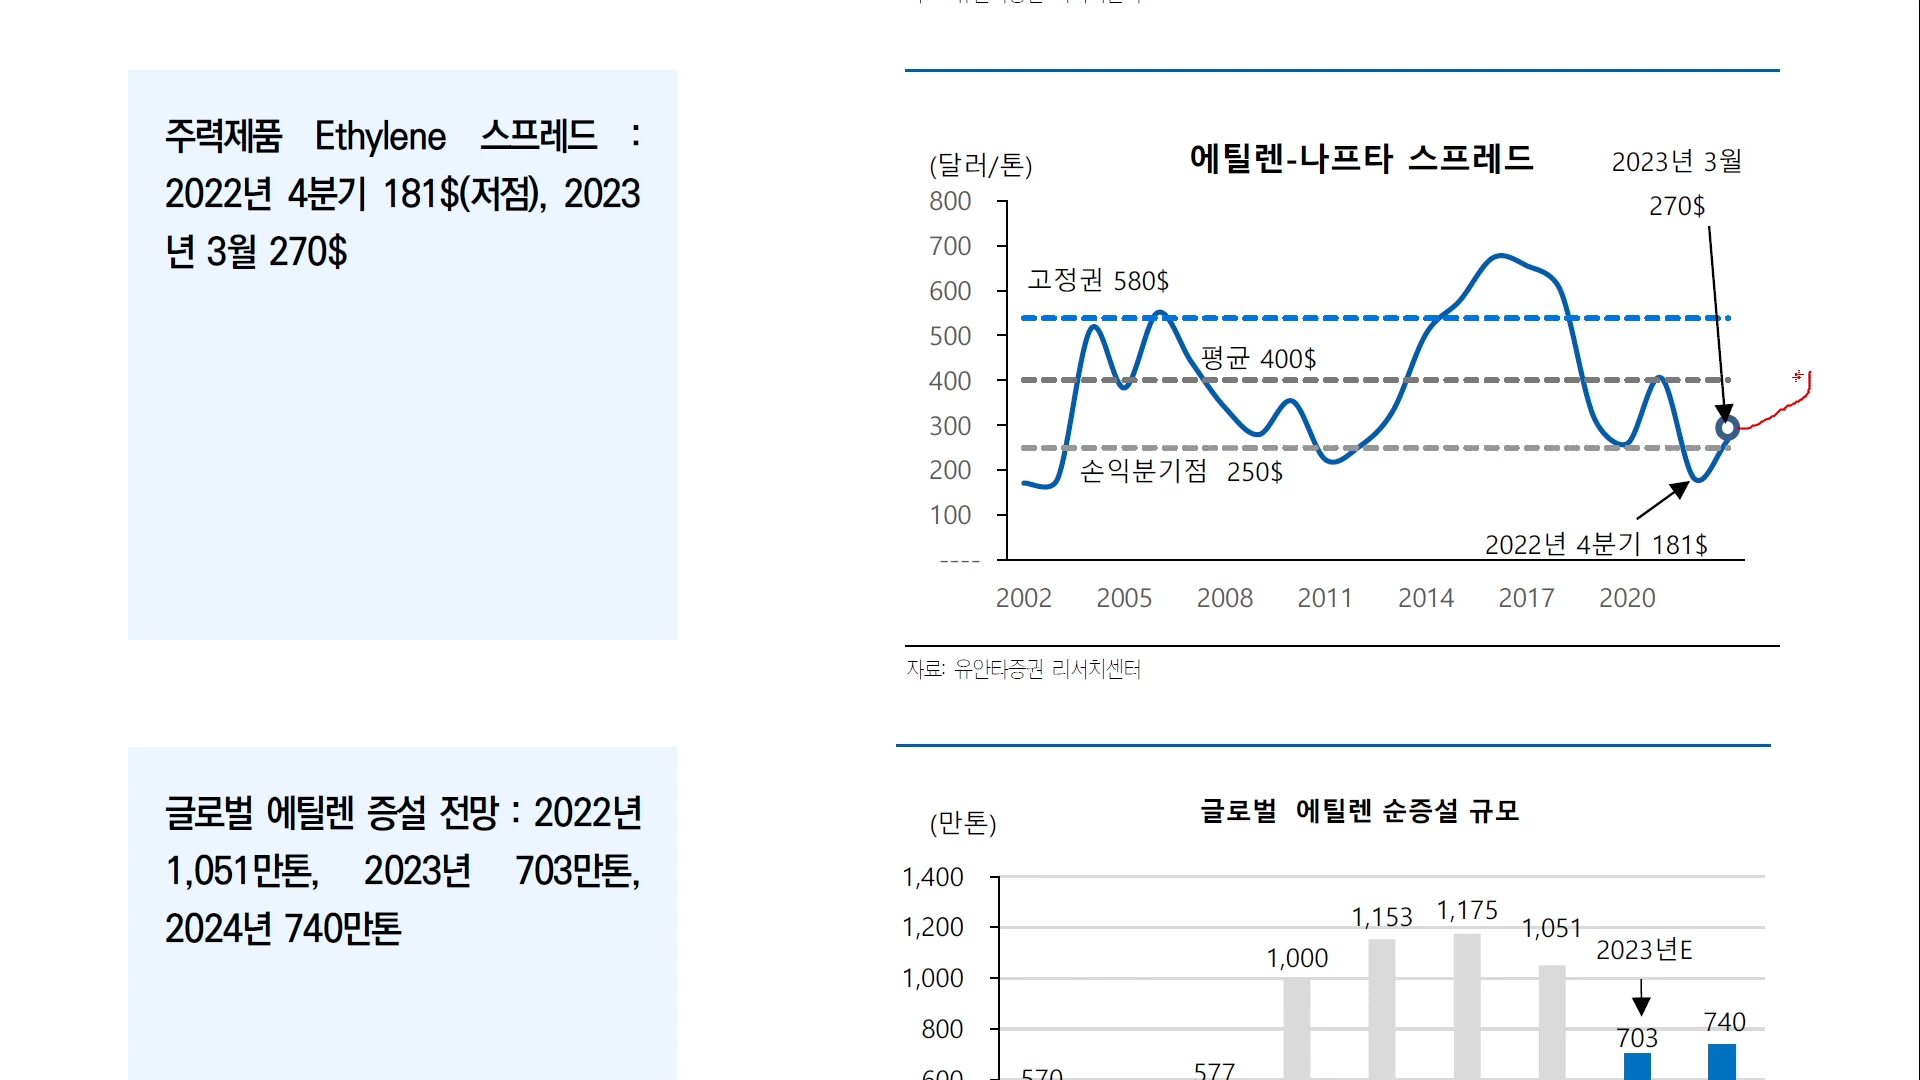 주력제품 Ethylene 스프레드 :
2022년 4분기 181$(저점), 2023
년 3월 270$
(달러/톤)
에틸렌-나프타 스프레드
2023년 3월
270$
800
700
600
500
400
300
200
100
----
고정권 580$
평균 400$
손익분기점 250$
2022년 4분기 181$
2002 2005 2008 2011 2014 2017 2020
자료: 유안타증권 리서치센터
글로벌 에틸렌 증설 전망 : 2022년
1,051만톤, 2023년 703만톤,
2024년 740만톤
(만톤)
글로벌 에틸렌 순증설 규모
1,400
1,200
1,000
800
600
570
577
1,000
1,153
1,175
1,051
2023년E
703
740